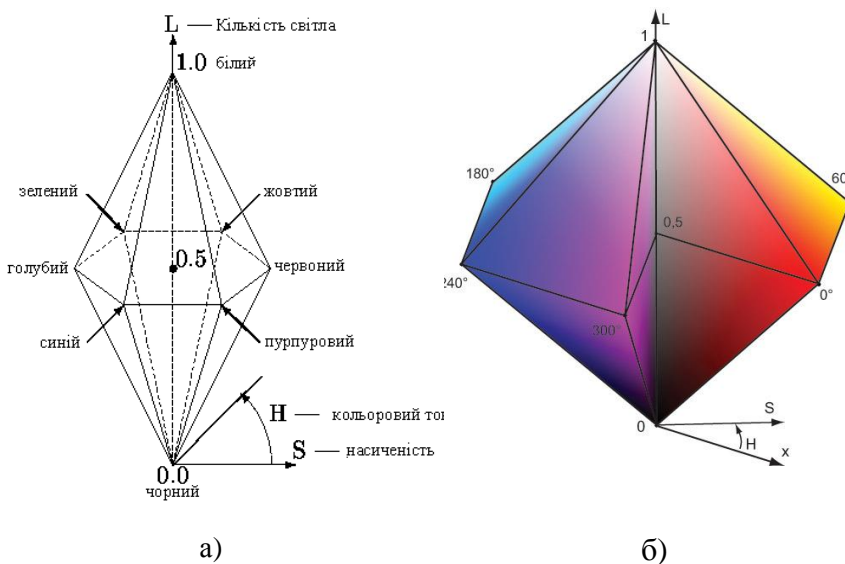 L — Кількість світла
1.0 білий
зелений
жовтий
0.5
голубий
червоний
синій
пурпуровий
H — кольоровий тон
S — насиченість
0.0
чорний
а)
L
1
180°
60
0,5
240°
0°
300°
0
S
H
x
б)